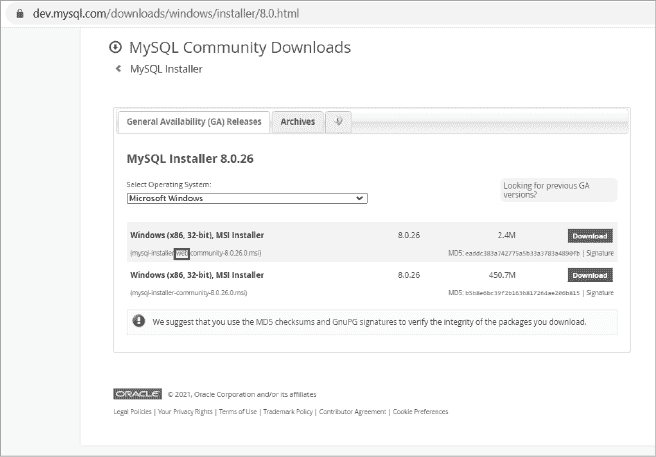 dev.mysql.com/downloads/windows/installer/8.0.html
MySQL Community Downloads
MySQL Installer
General Availability (GA) Releases Archives
MySQL Installer 8.0.26
Select Operating System:
Looking for previous GA versions?
Microsoft Windows
Windows (x86, 32-bit), MSI Installer 8.0.26 2.4M Download
(mysql-installer-web-community-8.0.26.0.msi) MD5: | Signature
Windows (x86, 32-bit), MSI Installer 8.0.26 450.7M Download
(mysql-installer-community-8.0.26.0.msi) MD5: | Signature
We suggest that you use the MD5 checksums and GnuPG signatures to verify the integrity of the packages you download.
ORACLE © 2021, Oracle Corporation and/or its affiliates
Legal Policies | Your Privacy Rights | Terms of Use | Trademark Policy | Contributor Agreement | Cookie Preferences